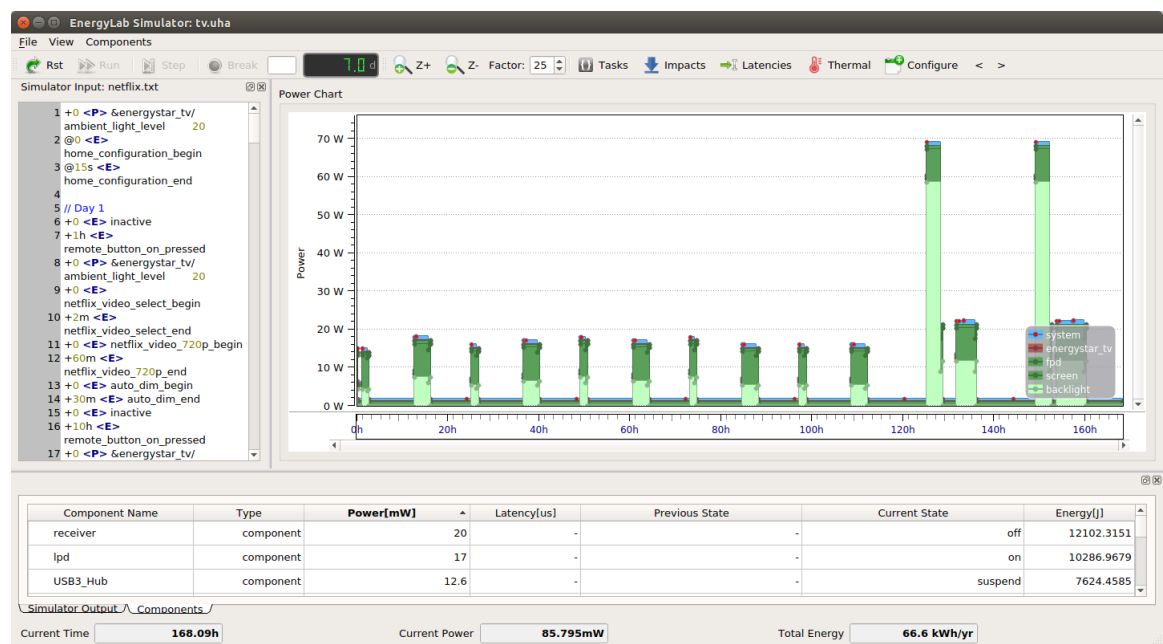 EnergyLab Simulator: tv.uha
File View Components
Rst Run Step Break 7.0 d Z+ Z- Factor: 25 Tasks Impacts Latencies Thermal Configure < >
Simulator Input: netflix.txt
1 +0 <P> &energystar_tv/
ambient_light_level 20
2 @0 <E>
home_configuration_begin
3 @15s <E>
home_configuration_end
4
5 // Day 1
6 +0 <E> inactive
7 +1h <E>
remote_button_on_pressed
8 +0 <P> &energystar_tv/
ambient_light_level 20
9 +0 <E>
netflix_video_select_begin
10 +2m <E>
netflix_video_select_end
11 +0 <E> netflix_video_720p_begin
12 +60m <E>
netflix_video_720p_end
13 +0 <E> auto_dim_begin
14 +30m <E> auto_dim_end
15 +0 <E> inactive
16 +10h <E>
remote_button_on_pressed
17 +0 <P> &energystar_tv/
Power Chart
Power
70 W
60 W
50 W
40 W
30 W
20 W
10 W
0 W
system
energystar_tv
fpd
screen
backlight
0h 20h 40h 60h 80h 100h 120h 140h 160h
Component Name Type Power[mW] Latency[us] Previous State Current State Energy[J]
receiver component 20 - - off 12102.3151
lpd component 17 - - on 10286.9679
USB3_Hub component 12.6 - - suspend 7624.4585
Simulator Output Components
Current Time 168.09h Current Power 85.795mW Total Energy 66.6 kWh/yr